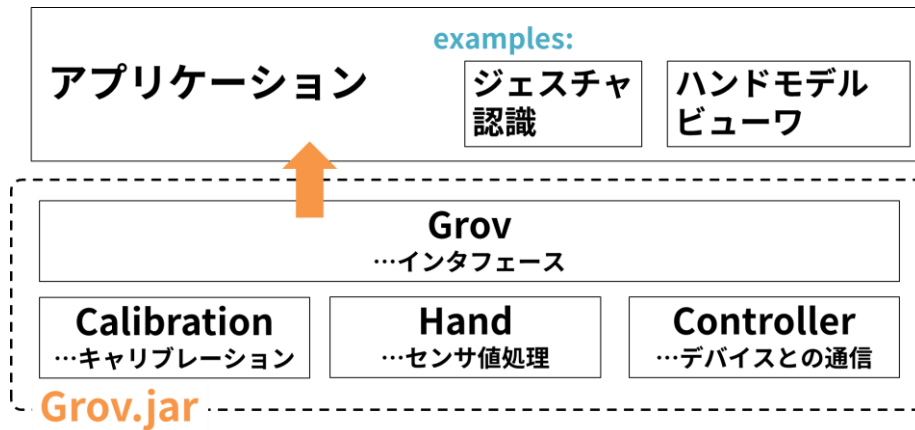 examples:
アプリケーション
ジェスチャ
認識
ハンドモデル
ビューワ
Grov
…インタフェース
Calibration
…キャリブレーション
Hand
…センサ値処理
Controller
…デバイスとの通信
Grov.jar